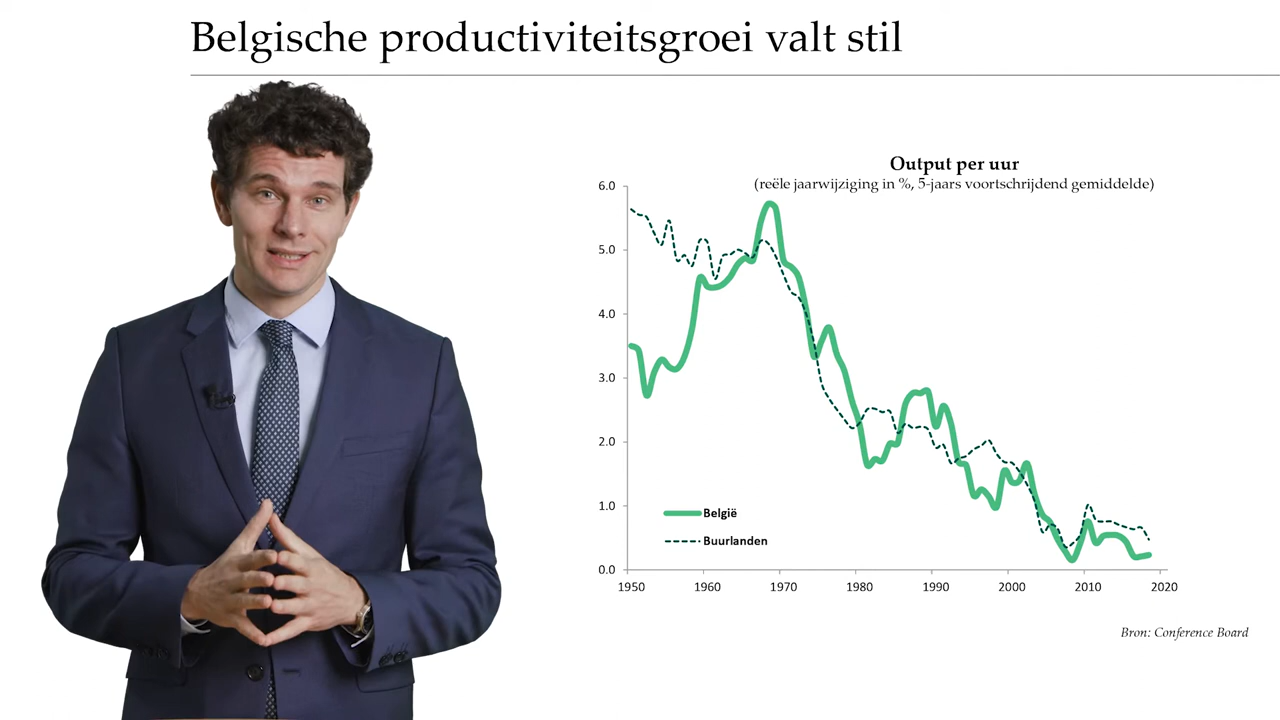 Belgische productiviteitsgroei valt stil
Output per uur
(reële jaarwijziging in %, 5-jaars voortschrijdend gemiddelde)
6.0
5.0
4.0
3.0
2.0
1.0
0.0
België
Buurlanden
1950 1960 1970 1980 1990 2000 2010 2020
Bron: Conference Board